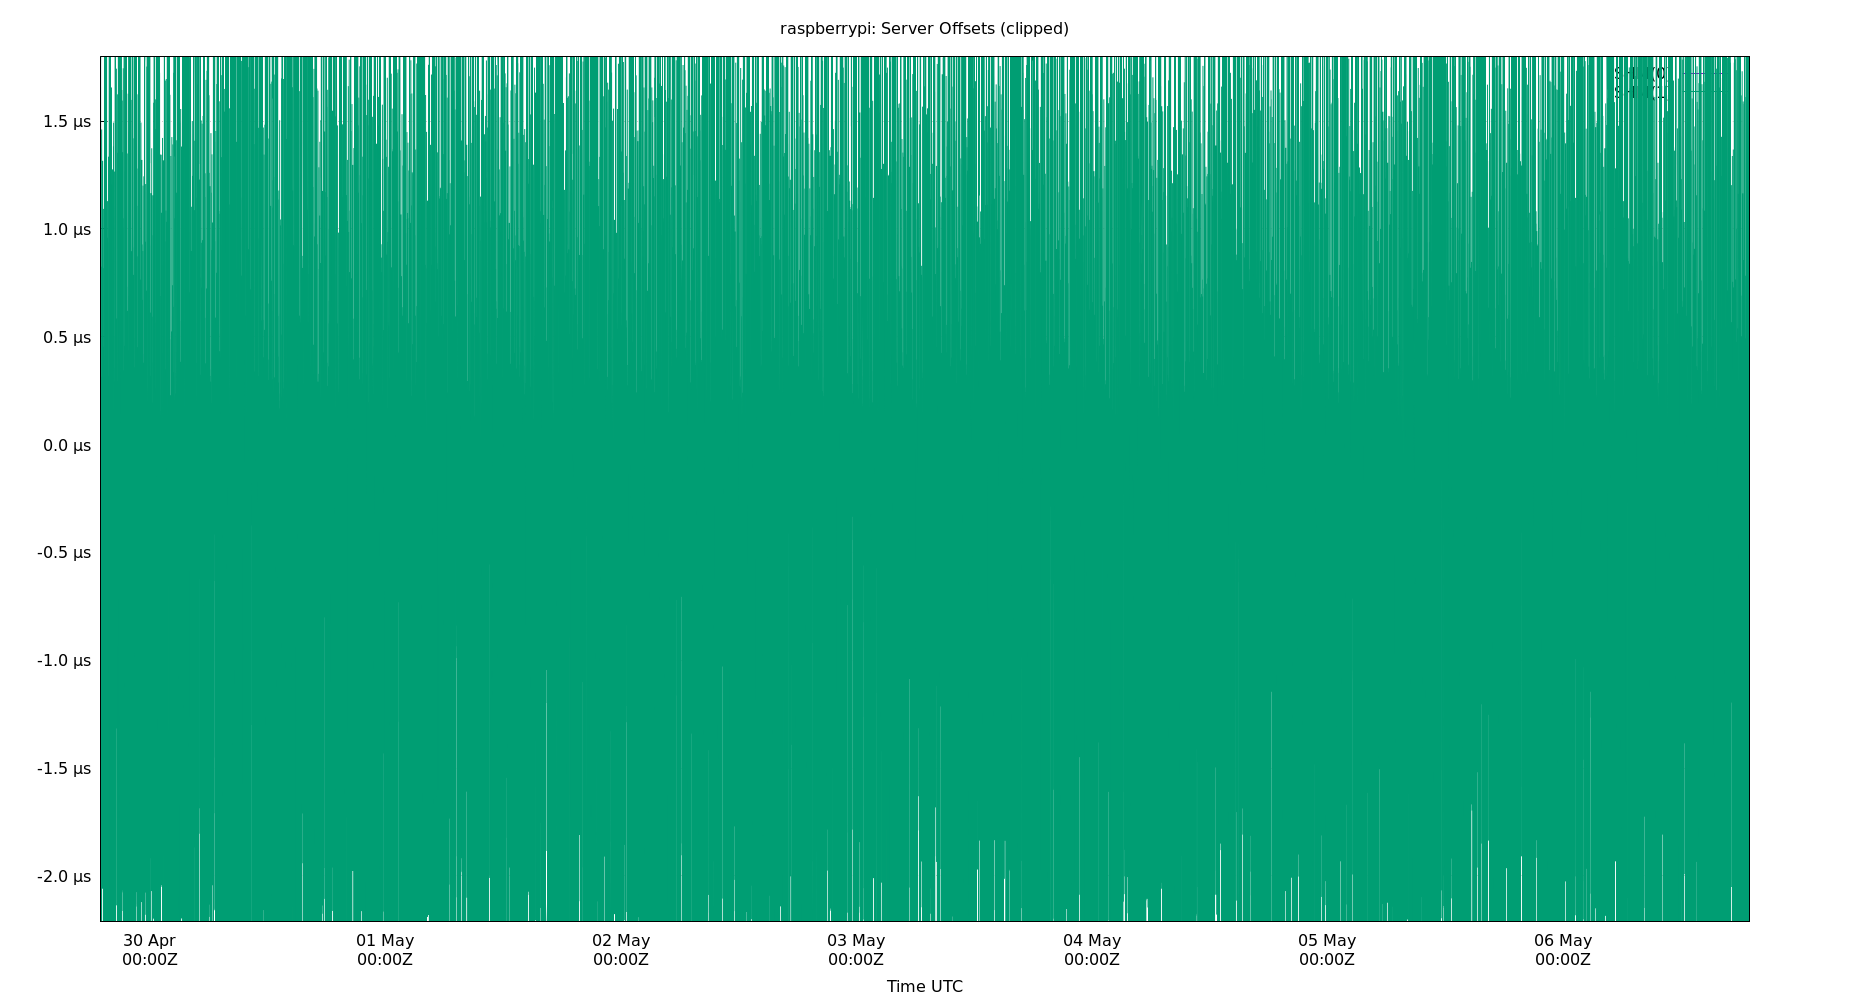 raspberrypi: Server Offsets (clipped)
1.5 µs
1.0 µs
0.5 µs
0.0 µs
-0.5 µs
-1.0 µs
-1.5 µs
-2.0 µs
30 Apr
00:00Z
01 May
00:00Z
02 May
00:00Z
03 May
00:00Z
04 May
00:00Z
05 May
00:00Z
06 May
00:00Z
Time UTC